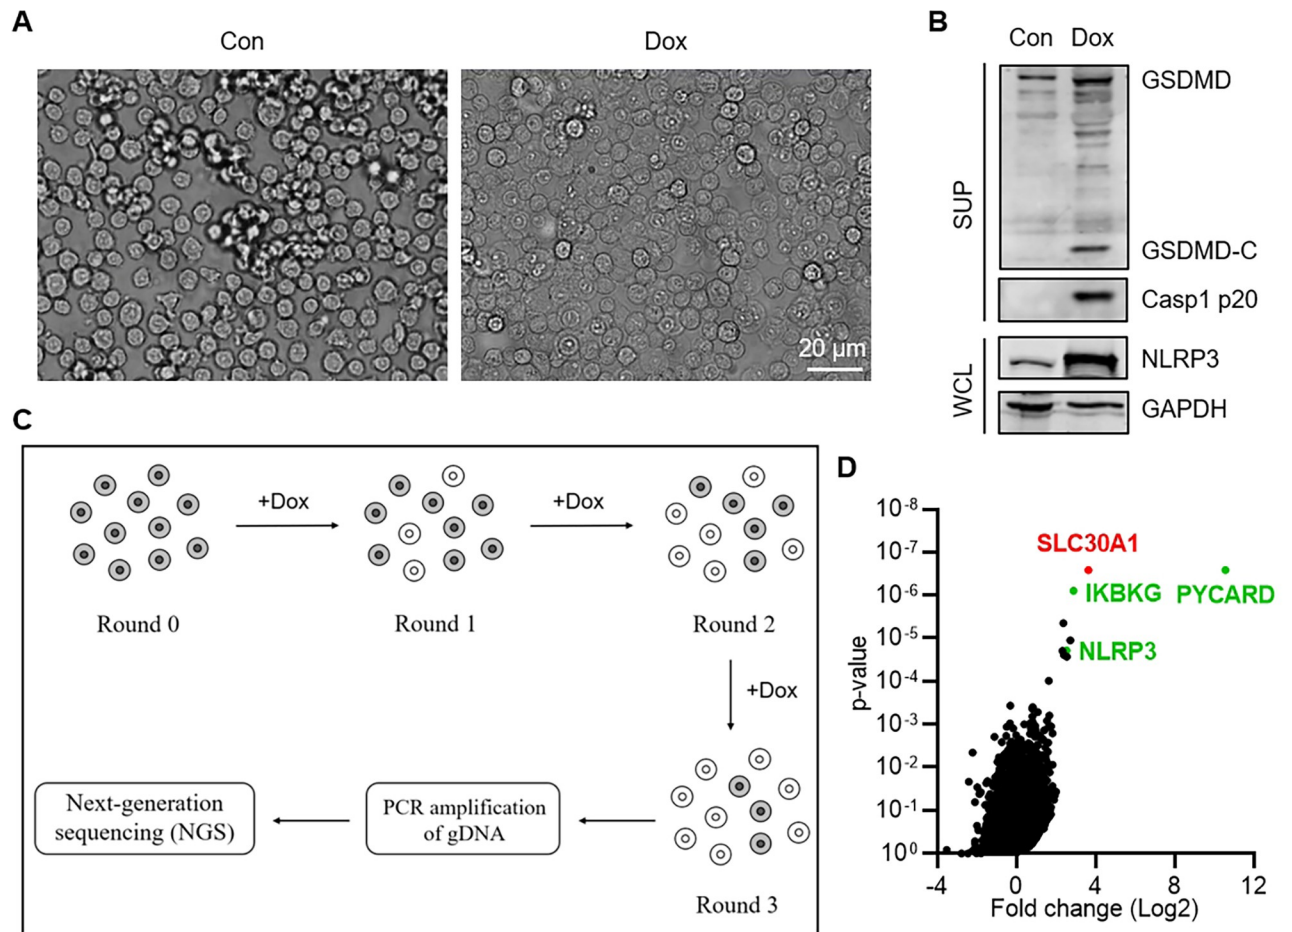 A
Con
Dox
20 μm
B
Con Dox
SUP
GSDMD
GSDMD-C
Casp1 p20
WCL
NLRP3
GAPDH
C
Round 0
+Dox
Round 1
+Dox
Round 2
+Dox
Round 3
PCR amplification
of gDNA
Next-generation
sequencing (NGS)
D
p-value
10-8
10-7
10-6
10-5
10-4
10-3
10-2
10-1
100
SLC30A1
IKBKG
PYCARD
NLRP3
-4 0 4 8 12
Fold change (Log2)